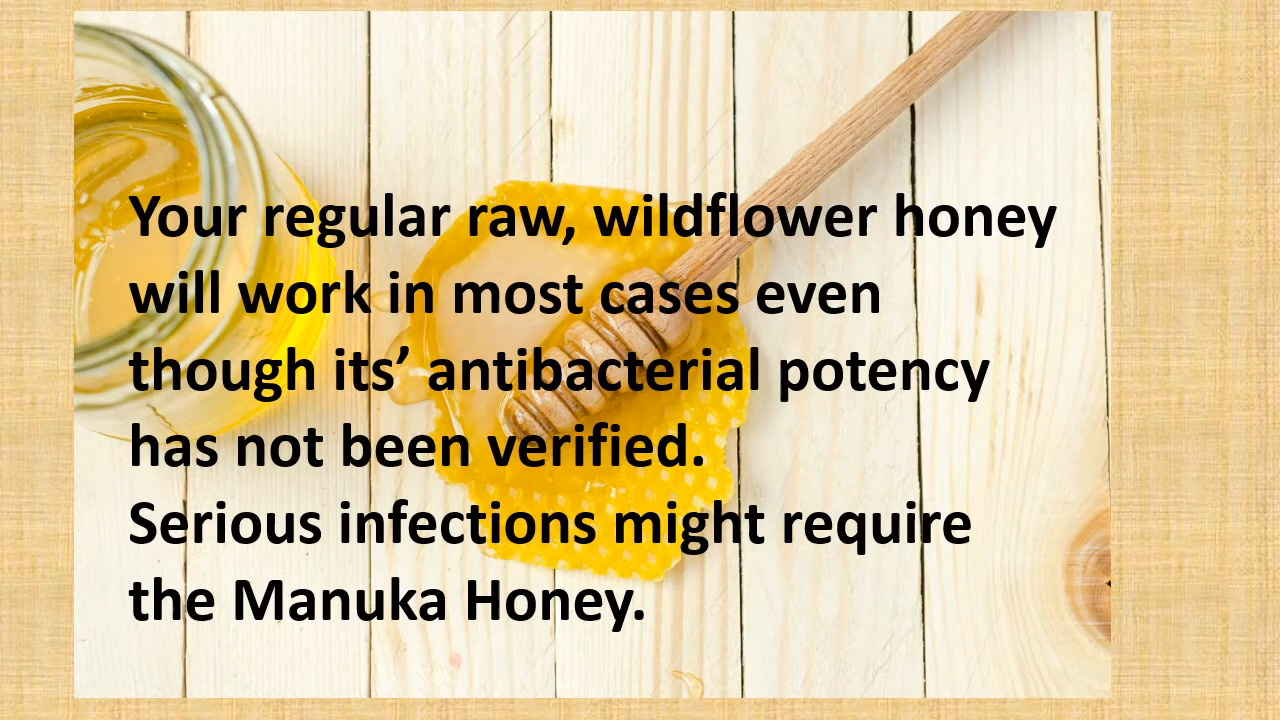 Your regular raw, wildflower honey
will work in most cases even
though its’ antibacterial potency
has not been verified.
Serious infections might require
the Manuka Honey.